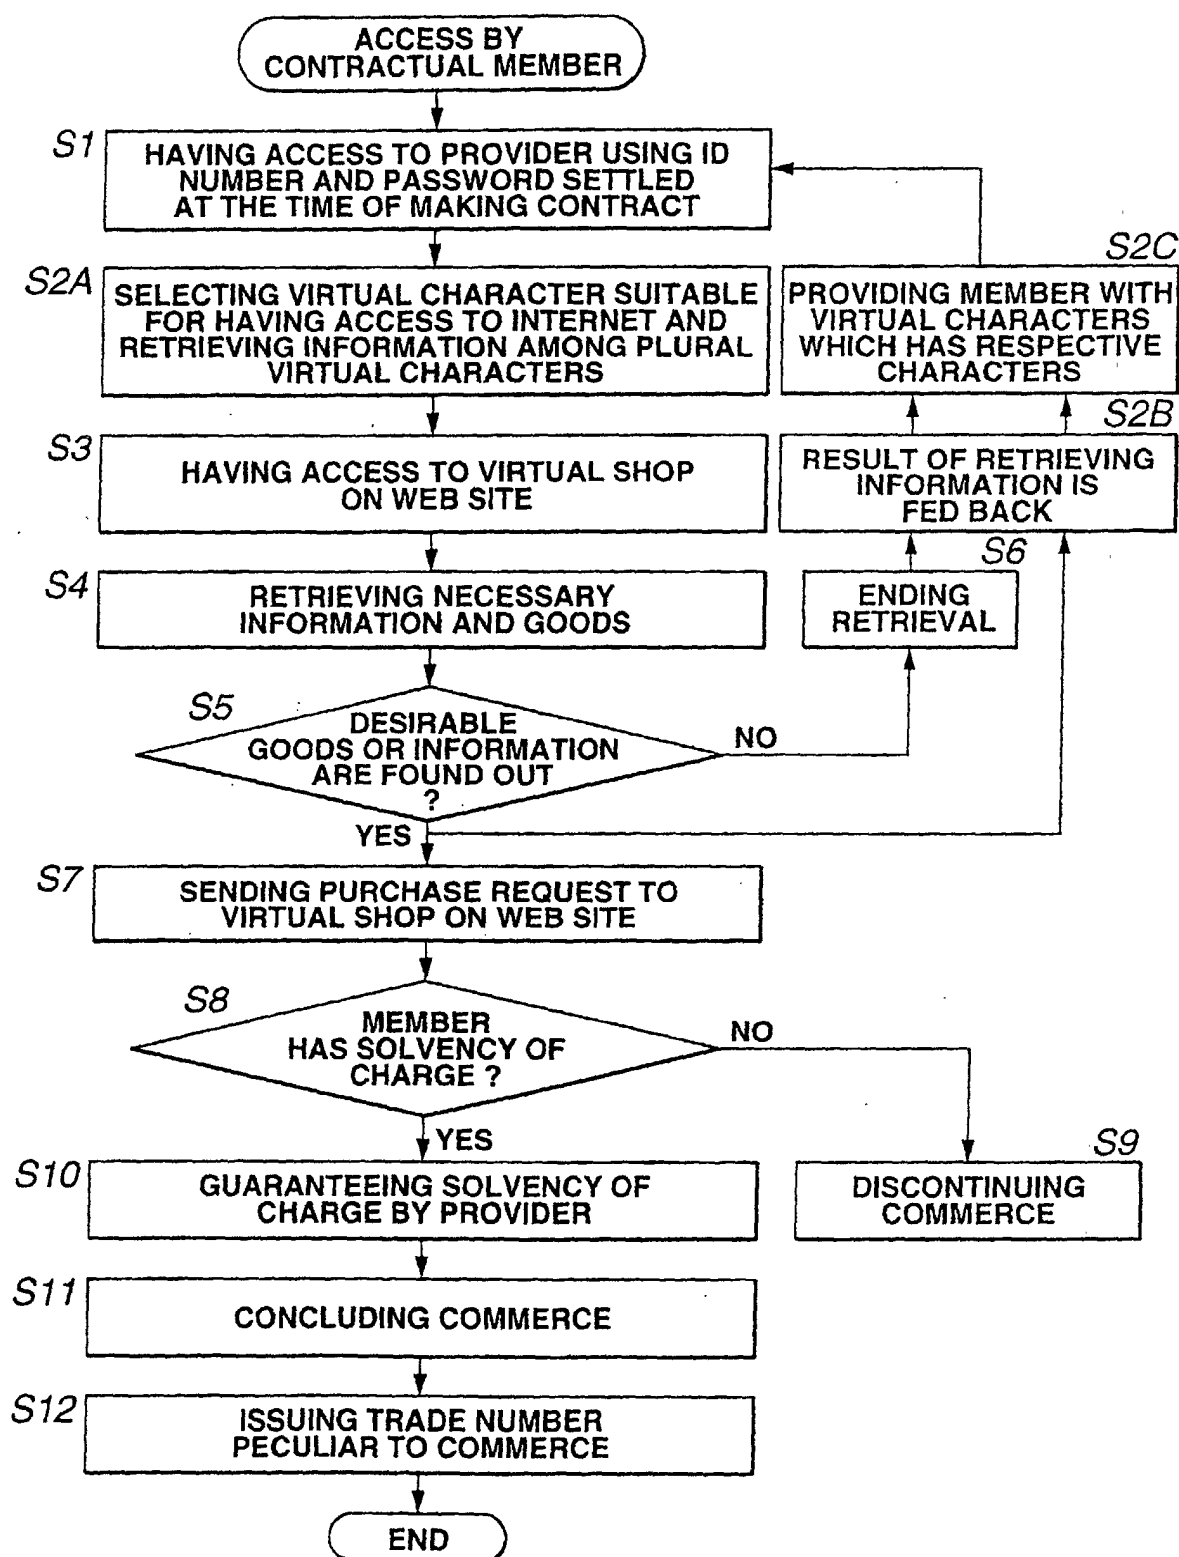 ACCESS BY
CONTRACTUAL MEMBER
S1
HAVING ACCESS TO PROVIDER USING ID
NUMBER AND PASSWORD SETTLED
AT THE TIME OF MAKING CONTRACT
S2A
SELECTING VIRTUAL CHARACTER SUITABLE
FOR HAVING ACCESS TO INTERNET AND
RETRIEVING INFORMATION AMONG PLURAL
VIRTUAL CHARACTERS
S2C
PROVIDING MEMBER WITH
VIRTUAL CHARACTERS
WHICH HAS RESPECTIVE
CHARACTERS
S3
HAVING ACCESS TO VIRTUAL SHOP
ON WEB SITE
S2B
RESULT OF RETRIEVING
INFORMATION IS
FED BACK
S4
RETRIEVING NECESSARY
INFORMATION AND GOODS
S6
ENDING
RETRIEVAL
S5
DESIRABLE
GOODS OR INFORMATION
ARE FOUND OUT
?
NO
YES
S7
SENDING PURCHASE REQUEST TO
VIRTUAL SHOP ON WEB SITE
S8
MEMBER
HAS SOLVENCY OF
CHARGE ?
NO
YES
S10
GUARANTEEING SOLVENCY OF
CHARGE BY PROVIDER
S9
DISCONTINUING
COMMERCE
S11
CONCLUDING COMMERCE
S12
ISSUING TRADE NUMBER
PECULIAR TO COMMERCE
END